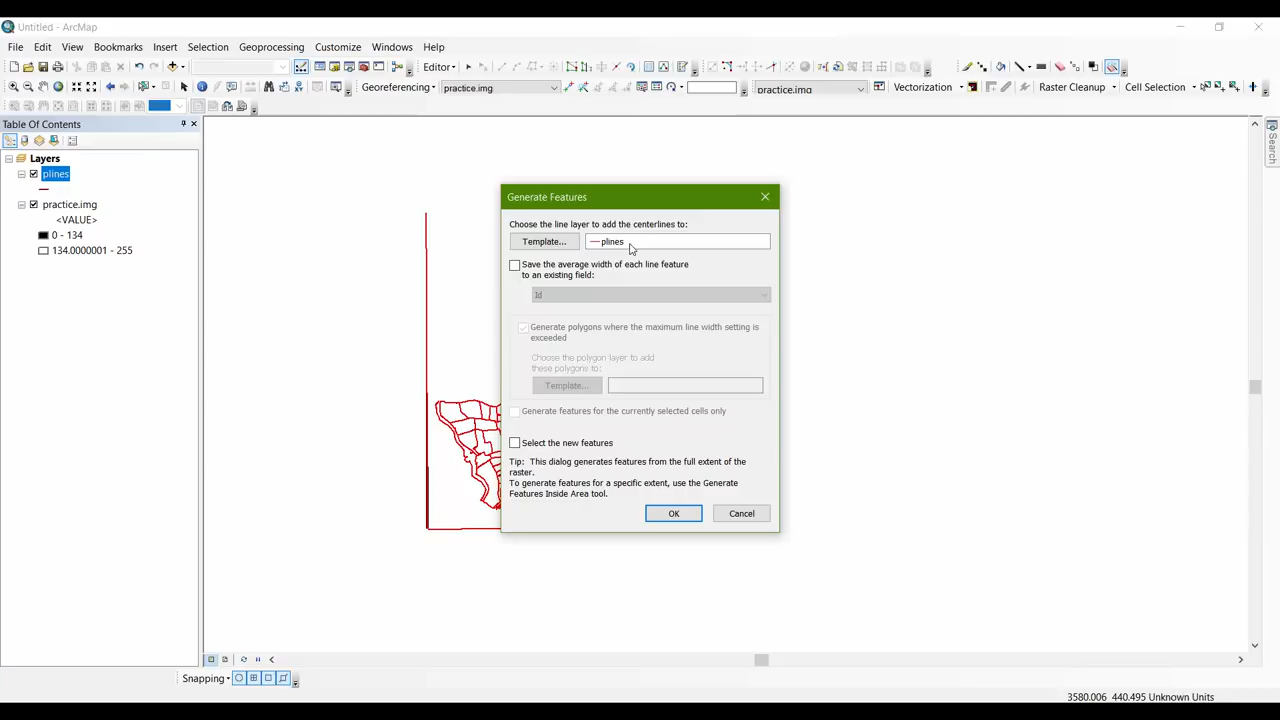 Untitled - ArcMap
File Edit View Bookmarks Insert Selection Geoprocessing Customize Windows Help
Editor
Georeferencing practice.img practice.img Vectorization Raster Cleanup Cell Selection
Table Of Contents
Layers
plines
practice.img
<VALUE>
0 - 134
134.0000001 - 255
Generate Features
Choose the line layer to add the centerlines to:
Template... plines
Save the average width of each line feature
to an existing field:
Id
Generate polygons where the maximum line width setting is
exceeded
Choose the polygon layer to add
these polygons to:
Template...
Generate features for the currently selected cells only
Select the new features
Tip: This dialog generates features from the full extent of the
raster.
To generate features for a specific extent, use the Generate
Features Inside Area tool.
OK Cancel
Search
Snapping
3580.006 440.495 Unknown Units